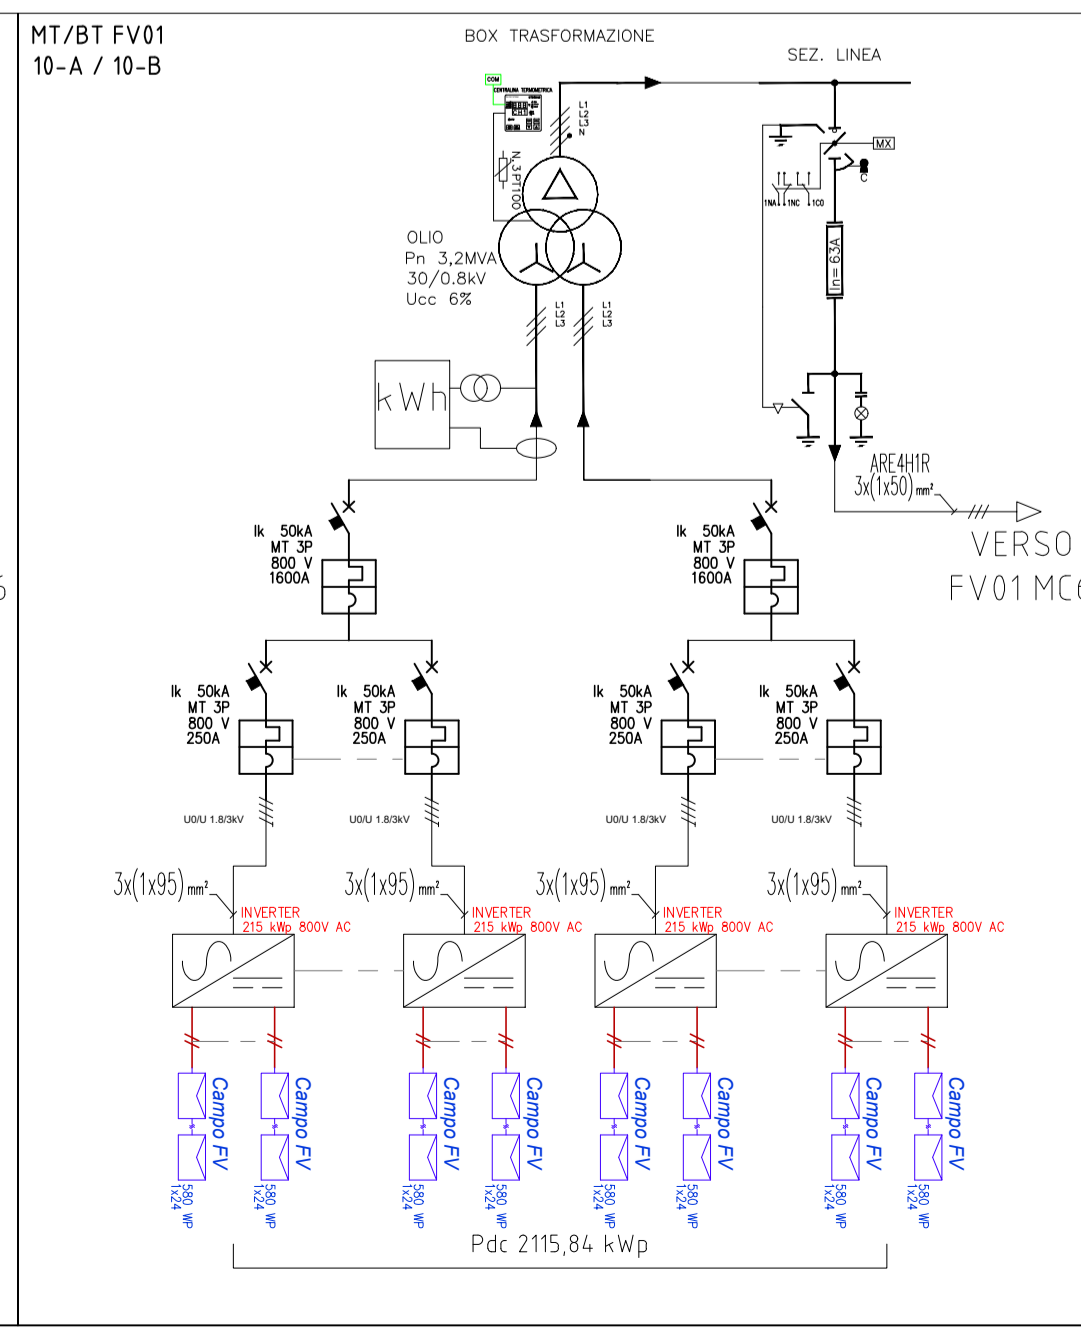 MT/BT FV01
10-A / 10-B
BOX TRASFORMAZIONE
SEZ. LINEA
COM
CENTRALINA TERMOMETRICA
CH1
L1
L2
L3
N
N.3.PT100
MX
C
1NA
1NC
1CO
OLIO
Pn 3,2MVA
30/0.8kV
Ucc 6%
In= 63A
L1
L2
L3
L1
L2
L3
kWh
ARE4H1R
3x(1x50) mm²
VERSO
FV01 MC6
Ik 50kA
MT 3P
800 V
1600A
Ik 50kA
MT 3P
800 V
1600A
Ik 50kA
MT 3P
800 V
250A
Ik 50kA
MT 3P
800 V
250A
Ik 50kA
MT 3P
800 V
250A
Ik 50kA
MT 3P
800 V
250A
U0/U 1.8/3kV
U0/U 1.8/3kV
U0/U 1.8/3kV
U0/U 1.8/3kV
3x(1x95) mm²
3x(1x95) mm²
3x(1x95) mm²
3x(1x95) mm²
INVERTER
215 kWp 800V AC
INVERTER
215 kWp 800V AC
INVERTER
215 kWp 800V AC
INVERTER
215 kWp 800V AC
Campo FV
Campo FV
Campo FV
Campo FV
Campo FV
Campo FV
Campo FV
Campo FV
580 WP
1x24
580 WP
1x24
580 WP
1x24
580 WP
1x24
580 WP
1x24
580 WP
1x24
580 WP
1x24
580 WP
1x24
Pdc 2115,84 kWp